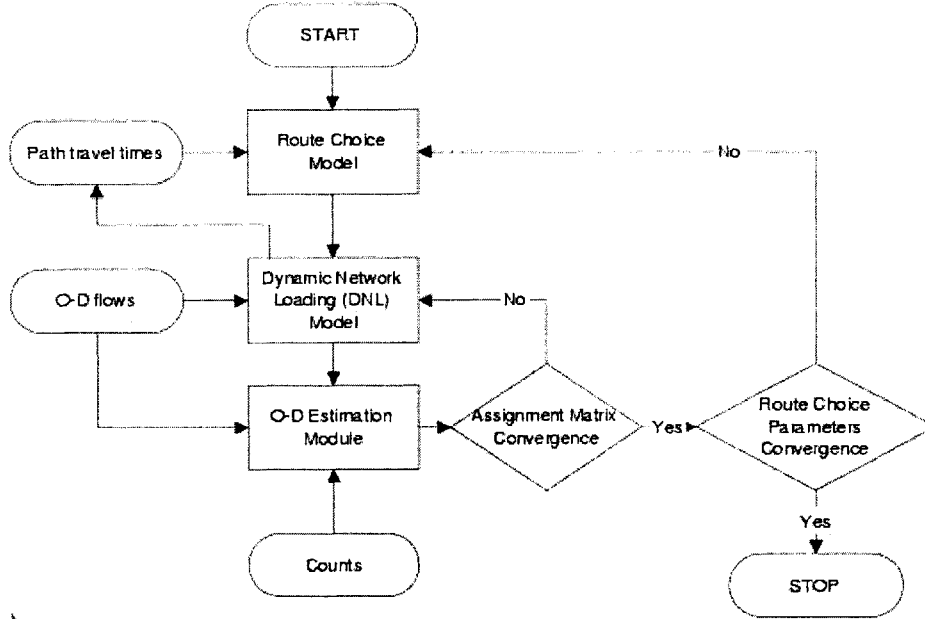 START
Path travel times
Route Choice
Model
No
Dynamic Network
Loading (DNL)
Model
O-D flows
No
O-D Estimation
Module
Assignment Matrix
Convergence
Yes
Route Choice
Parameters
Convergence
Yes
Counts
STOP